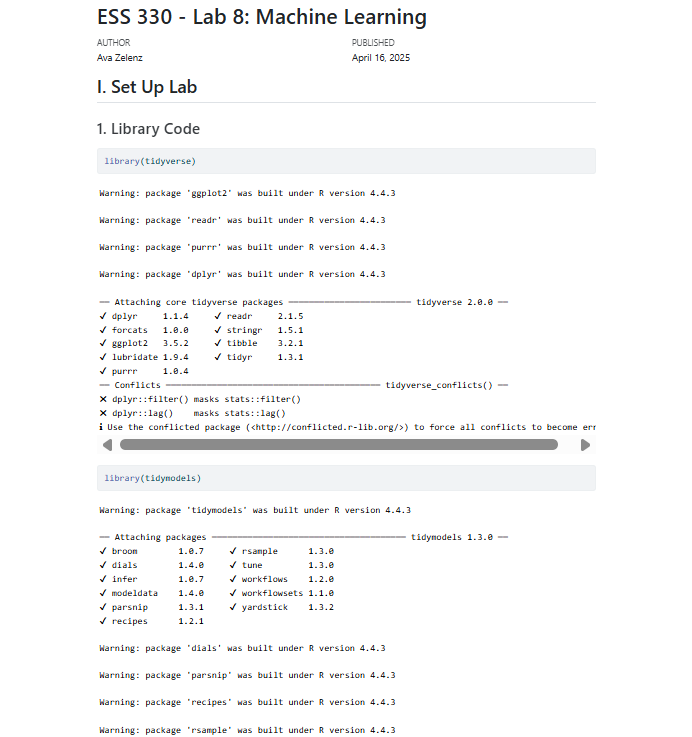 ESS 330 - Lab 8: Machine Learning
AUTHOR PUBLISHED
Ava Zelenz April 16, 2025
I. Set Up Lab
1. Library Code
library(tidyverse)
Warning: package 'ggplot2' was built under R version 4.4.3
Warning: package 'readr' was built under R version 4.4.3
Warning: package 'purrr' was built under R version 4.4.3
Warning: package 'dplyr' was built under R version 4.4.3
── Attaching core tidyverse packages ──────────────────────── tidyverse 2.0.0 ──
✔ dplyr     1.1.4     ✔ readr     2.1.5
✔ forcats   1.0.0     ✔ stringr   1.5.1
✔ ggplot2   3.5.2     ✔ tibble    3.2.1
✔ lubridate 1.9.4     ✔ tidyr     1.3.1
✔ purrr     1.0.4
── Conflicts ────────────────────────────────────────── tidyverse_conflicts() ──
✖ dplyr::filter() masks stats::filter()
✖ dplyr::lag()    masks stats::lag()
ℹ Use the conflicted package (<http://conflicted.r-lib.org/>) to force all conflicts to become err
library(tidymodels)
Warning: package 'tidymodels' was built under R version 4.4.3
── Attaching packages ────────────────────────────────────── tidymodels 1.3.0 ──
✔ broom        1.0.7     ✔ rsample      1.3.0
✔ dials        1.4.0     ✔ tune         1.3.0
✔ infer        1.0.7     ✔ workflows    1.2.0
✔ modeldata    1.4.0     ✔ workflowsets 1.1.0
✔ parsnip      1.3.1     ✔ yardstick    1.3.2
✔ recipes      1.2.1
Warning: package 'dials' was built under R version 4.4.3
Warning: package 'parsnip' was built under R version 4.4.3
Warning: package 'recipes' was built under R version 4.4.3
Warning: package 'rsample' was built under R version 4.4.3